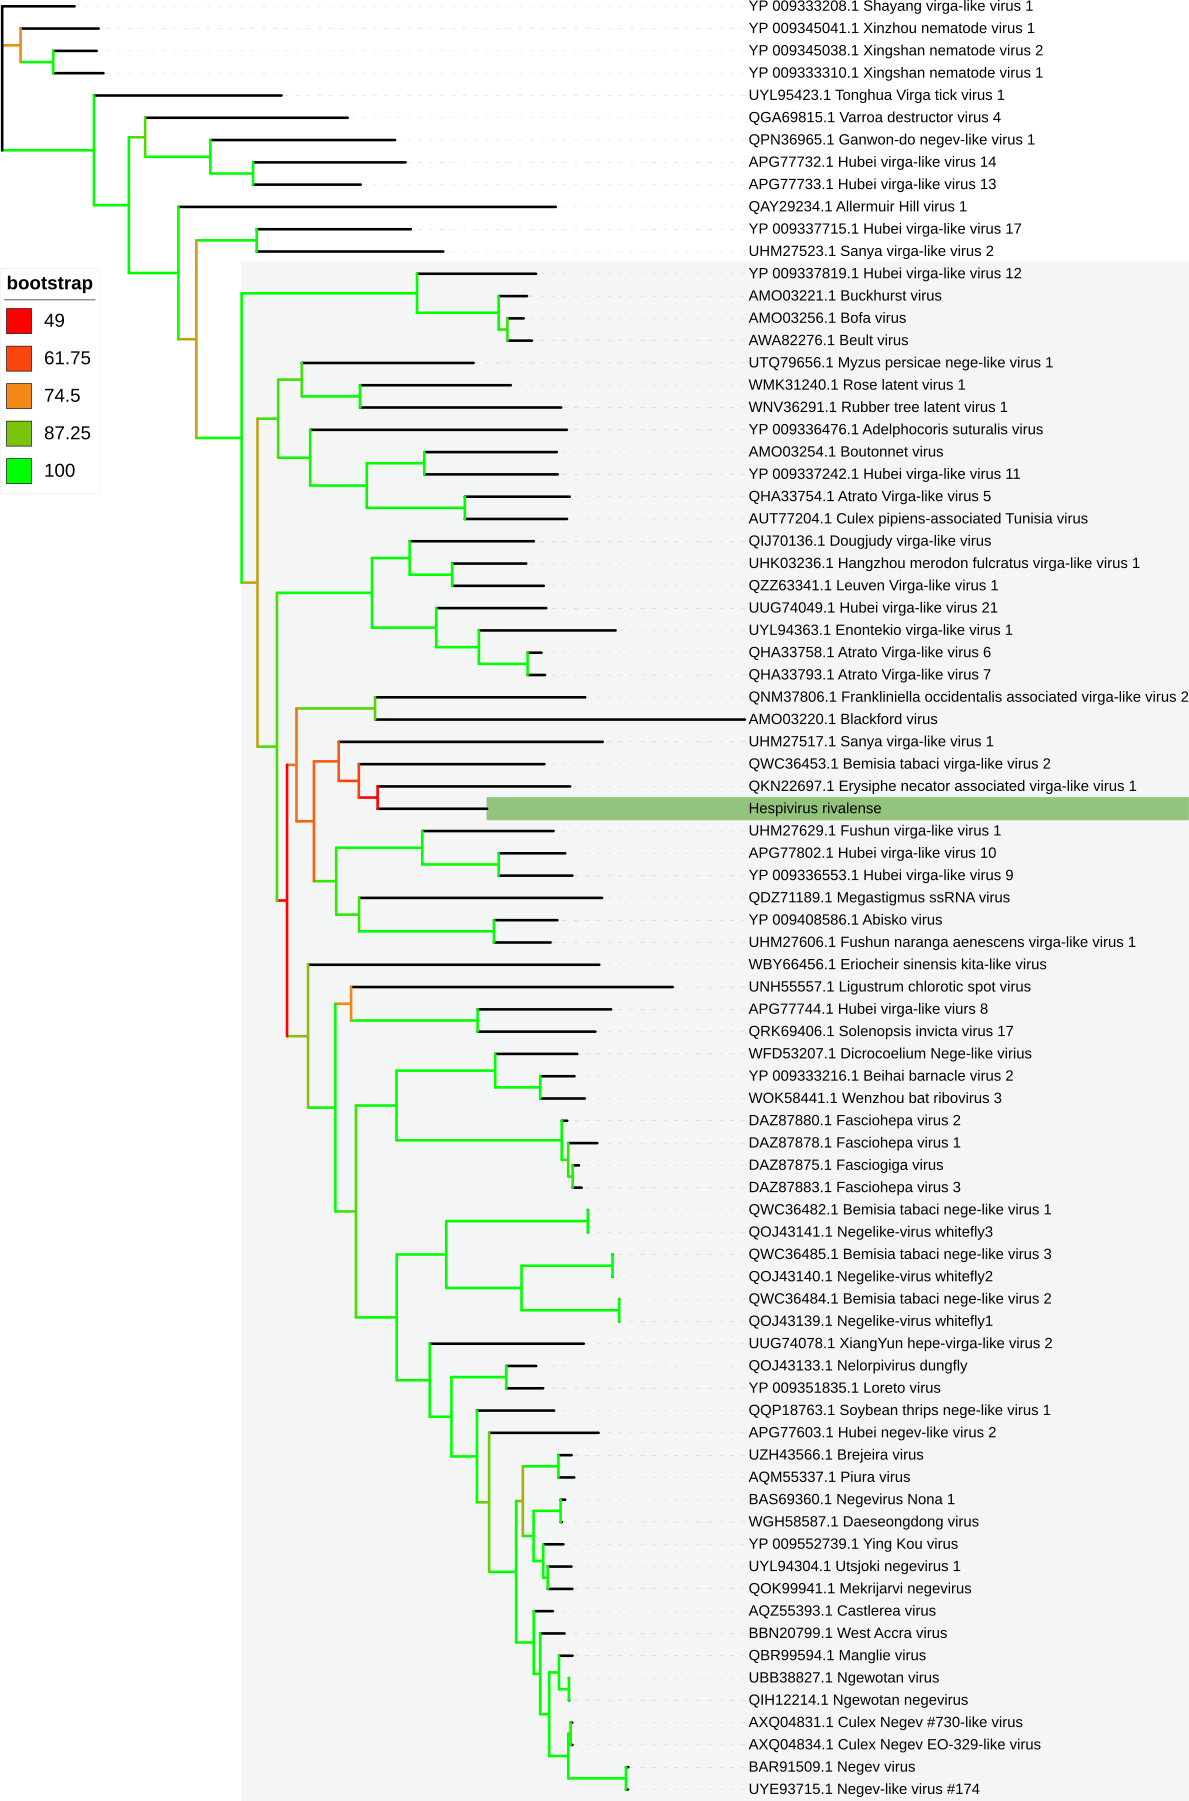 YP 009333208.1 Shayang virga-like virus 1
YP 009345041.1 Xinzhou nematode virus 1
YP 009345038.1 Xingshan nematode virus 2
YP 009333310.1 Xingshan nematode virus 1
UYL95423.1 Tonghua Virga tick virus 1
QGA69815.1 Varroa destructor virus 4
QPN36965.1 Ganwon-do negev-like virus 1
APG77732.1 Hubei virga-like virus 14
APG77733.1 Hubei virga-like virus 13
QAY29234.1 Allermuir Hill virus 1
YP 009337715.1 Hubei virga-like virus 17
UHM27523.1 Sanya virga-like virus 2
bootstrap
49
61.75
74.5
87.25
100
YP 009337819.1 Hubei virga-like virus 12
AMO03221.1 Buckhurst virus
AMO03256.1 Bofa virus
AWA82276.1 Beult virus
UTQ79656.1 Myzus persicae nege-like virus 1
WMK31240.1 Rose latent virus 1
WNV36291.1 Rubber tree latent virus 1
YP 009336476.1 Adelphocoris suturalis virus
AMO03254.1 Boutonnet virus
YP 009337242.1 Hubei virga-like virus 11
QHA33754.1 Atrato Virga-like virus 5
AUT77204.1 Culex pipiens-associated Tunisia virus
QIJ70136.1 Dougjudy virga-like virus
UHK03236.1 Hangzhou merodon fulcratus virga-like virus 1
QZZ63341.1 Leuven Virga-like virus 1
UUG74049.1 Hubei virga-like virus 21
UYL94363.1 Enontekio virga-like virus 1
QHA33758.1 Atrato Virga-like virus 6
QHA33793.1 Atrato Virga-like virus 7
QNM37806.1 Frankliniella occidentalis associated virga-like virus 2
AMO03220.1 Blackford virus
UHM27517.1 Sanya virga-like virus 1
QWC36453.1 Bemisia tabaci virga-like virus 2
QKN22697.1 Erysiphe necator associated virga-like virus 1
Hespivirus rivalense
UHM27629.1 Fushun virga-like virus 1
APG77802.1 Hubei virga-like virus 10
YP 009336553.1 Hubei virga-like virus 9
QDZ71189.1 Megastigmus ssRNA virus
YP 009408586.1 Abisko virus
UHM27606.1 Fushun naranga aenescens virga-like virus 1
WBY66456.1 Eriocheir sinensis kita-like virus
UNH55557.1 Ligustrum chlorotic spot virus
APG77744.1 Hubei virga-like viurs 8
QRK69406.1 Solenopsis invicta virus 17
WFD53207.1 Dicrocoelium Nege-like virius
YP 009333216.1 Beihai barnacle virus 2
WOK58441.1 Wenzhou bat ribovirus 3
DAZ87880.1 Fasciohepa virus 2
DAZ87878.1 Fasciohepa virus 1
DAZ87875.1 Fasciogiga virus
DAZ87883.1 Fasciohepa virus 3
QWC36482.1 Bemisia tabaci nege-like virus 1
QOJ43141.1 Negelike-virus whitefly3
QWC36485.1 Bemisia tabaci nege-like virus 3
QOJ43140.1 Negelike-virus whitefly2
QWC36484.1 Bemisia tabaci nege-like virus 2
QOJ43139.1 Negelike-virus whitefly1
UUG74078.1 XiangYun hepe-virga-like virus 2
QOJ43133.1 Nelorpivirus dungfly
YP 009351835.1 Loreto virus
QQP18763.1 Soybean thrips nege-like virus 1
APG77603.1 Hubei negev-like virus 2
UZH43566.1 Brejeira virus
AQM55337.1 Piura virus
BAS69360.1 Negevirus Nona 1
WGH58587.1 Daeseongdong virus
YP 009552739.1 Ying Kou virus
UYL94304.1 Utsjoki negevirus 1
QOK99941.1 Mekrijarvi negevirus
AQZ55393.1 Castlerea virus
BBN20799.1 West Accra virus
QBR99594.1 Manglie virus
UBB38827.1 Ngewotan virus
QIH12214.1 Ngewotan negevirus
AXQ04831.1 Culex Negev #730-like virus
AXQ04834.1 Culex Negev EO-329-like virus
BAR91509.1 Negev virus
UYE93715.1 Negev-like virus #174